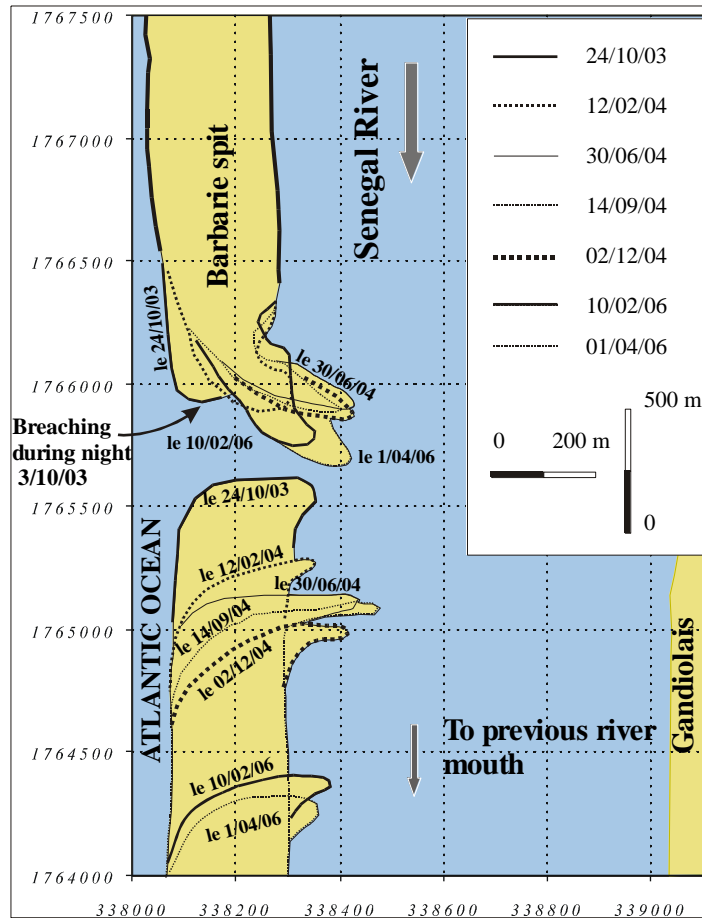 1767500
1767000
1766500
1766000
1765500
1765000
1764500
1764000
338000
338200
338400
338600
338800
339000
Barbarie spit
Senegal River
24/10/03
12/02/04
30/06/04
14/09/04
02/12/04
10/02/06
01/04/06
0
200 m
500 m
0
le 24/10/03
le 30/06/04
Breaching
during night
3/10/03
le 10/02/06
le 1/04/06
ATLANTIC OCEAN
le 24/10/03
le 12/02/04
le 30/06/04
le 14/09/04
le 02/12/04
To previous river
mouth
Gandiolais
le 10/02/06
le 1/04/06